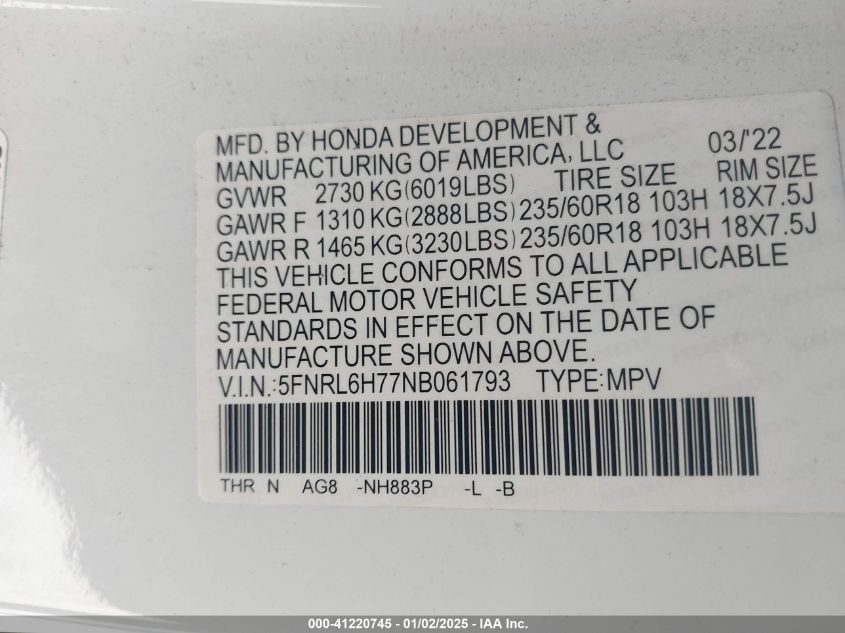 MFD. BY HONDA DEVELOPMENT &
MANUFACTURING OF AMERICA, LLC 03/'22
GVWR 2730 KG(6019LBS) TIRE SIZE RIM SIZE
GAWR F 1310 KG(2888LBS) 235/60R18 103H 18X7.5J
GAWR R 1465 KG(3230LBS) 235/60R18 103H 18X7.5J
THIS VEHICLE CONFORMS TO ALL APPLICABLE
FEDERAL MOTOR VEHICLE SAFETY
STANDARDS IN EFFECT ON THE DATE OF
MANUFACTURE SHOWN ABOVE.
V.I.N.:5FNRL6H77NB061793 TYPE:MPV
THR N AG8 -NH883P -L -B
000-41220745 - 01/02/2025 - IAA Inc.